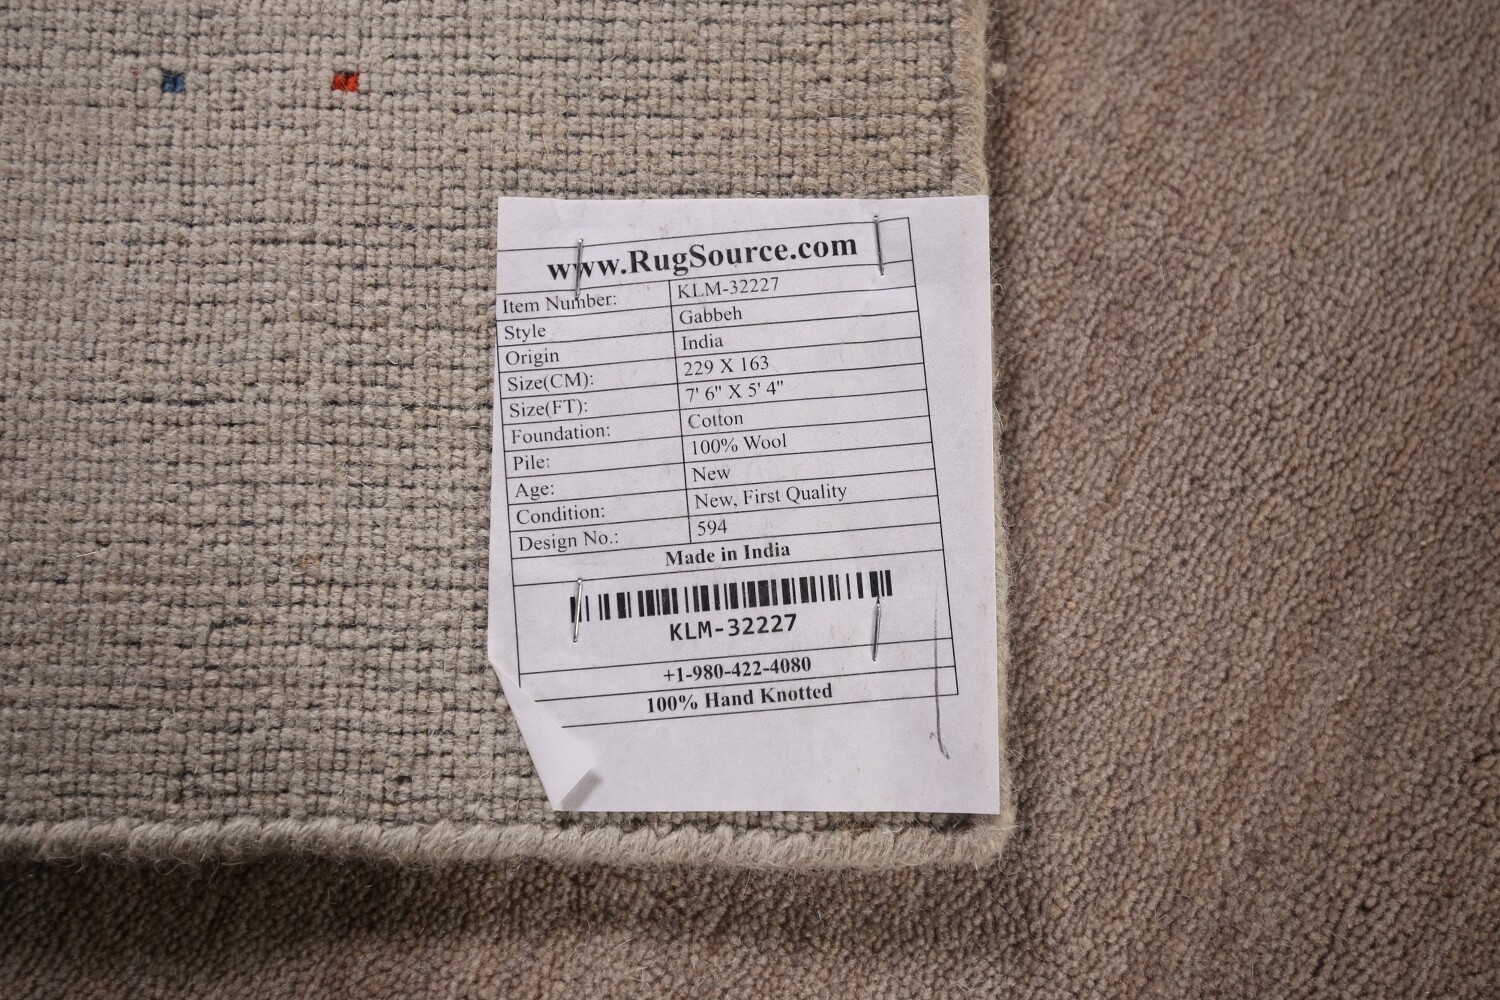 www.RugSource.com
Item Number: KLM-32227
Style Gabbeh
Origin India
Size(CM): 229 X 163
Size(FT): 7' 6" X 5' 4"
Foundation: Cotton
Pile: 100% Wool
Age: New
Condition: New, First Quality
Design No.: 594
Made in India
KLM-32227
+1-980-422-4080
100% Hand Knotted